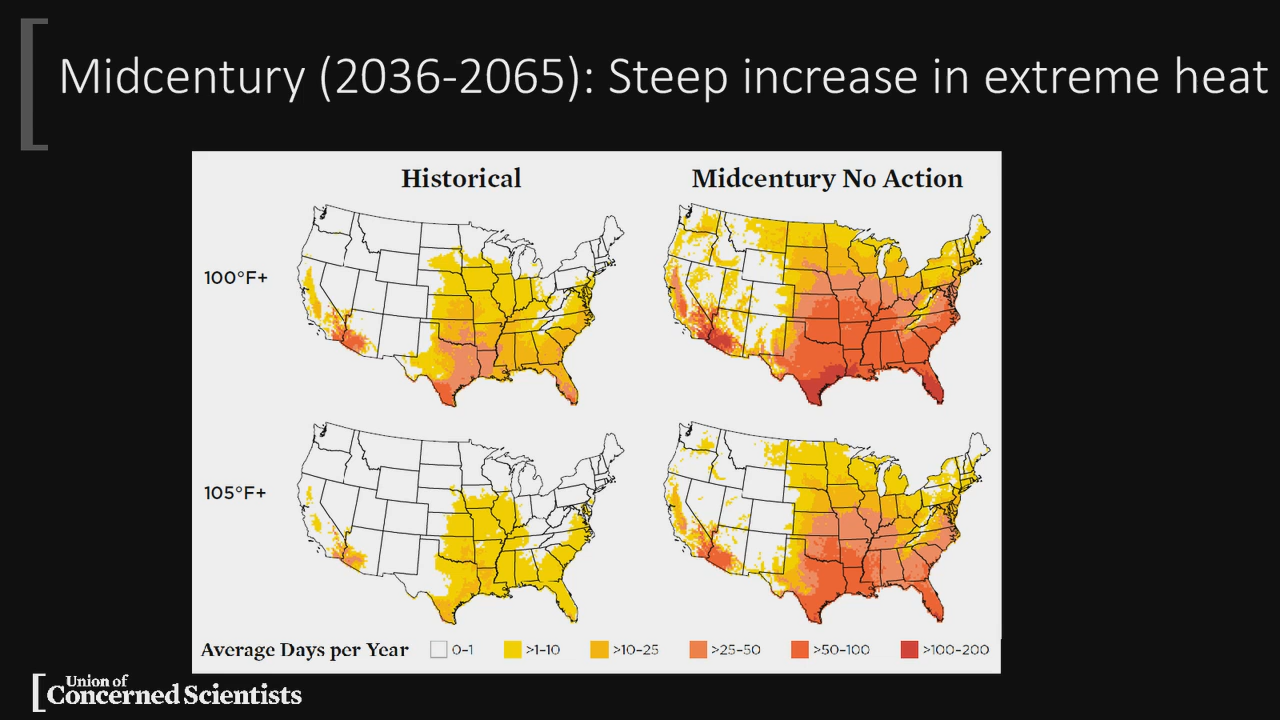 Midcentury (2036-2065): Steep increase in extreme heat
Historical
Midcentury No Action
100°F+
105°F+
Average Days per Year
0–1
>1–10
>10–25
>25–50
>50–100
>100–200
Union of
Concerned Scientists